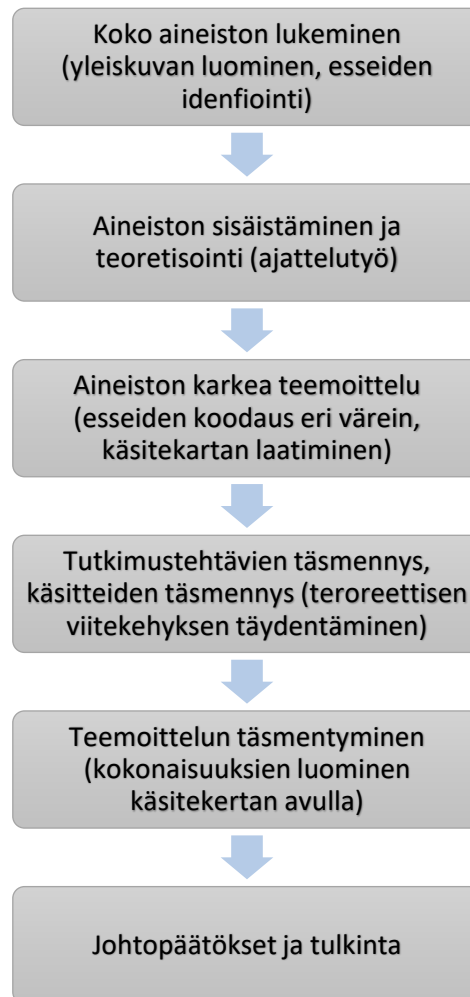 Koko aineiston lukeminen
(yleiskuvan luominen, esseiden
idenfiointi)
Aineiston sisäistäminen ja
teoretisointi (ajattelutyö)
Aineiston karkea teemoittelu
(esseiden koodaus eri värein,
käsitekartan laatiminen)
Tutkimustehtävien täsmennys,
käsitteiden täsmennys (teroreettisen
viitekehyksen täydentäminen)
Teemoittelun täsmentyminen
(kokonaisuuksien luominen
käsitekertan avulla)
Johtopäätökset ja tulkinta